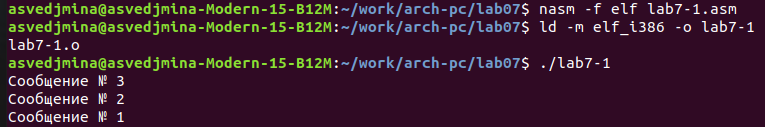 asvedjmina@asvedjmina-Modern-15-B12M:~/work/arch-pc/lab07$ nasm -f elf lab7-1.asm
asvedjmina@asvedjmina-Modern-15-B12M:~/work/arch-pc/lab07$ ld -m elf_i386 -o lab7-1
lab7-1.o
asvedjmina@asvedjmina-Modern-15-B12M:~/work/arch-pc/lab07$ ./lab7-1
Сообщение № 3
Сообщение № 2
Сообщение № 1